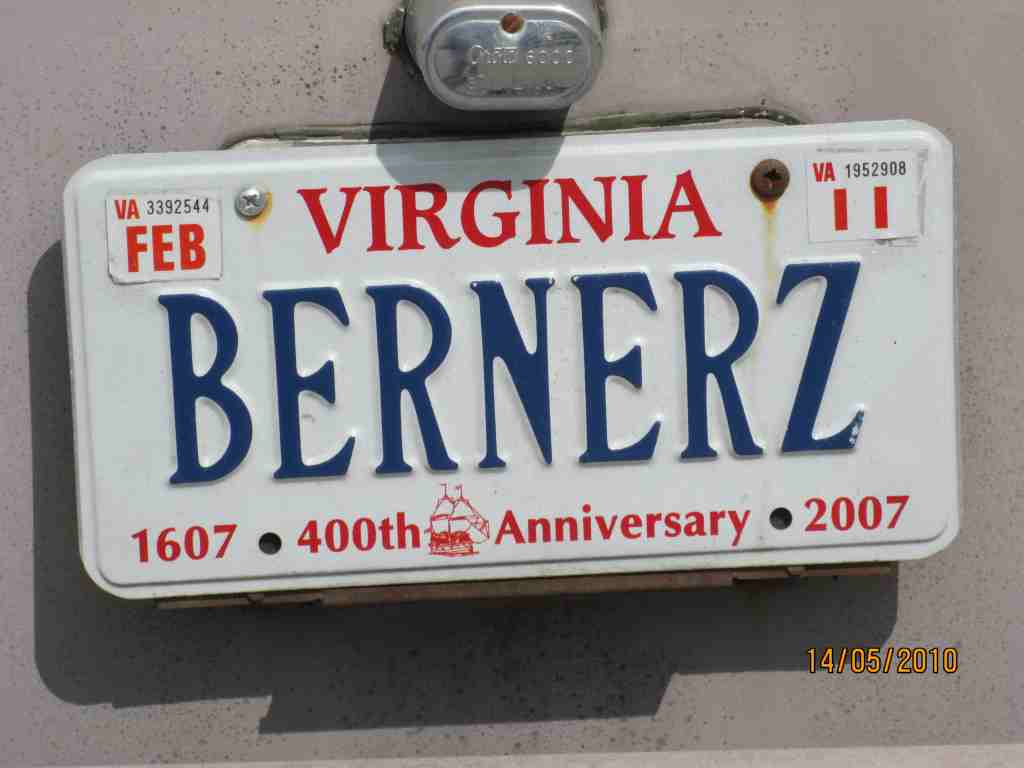 VA 3392544
FEB
VIRGINIA
VA 1952908
11
BERNERZ
1607 • 400th Anniversary • 2007
14/05/2010